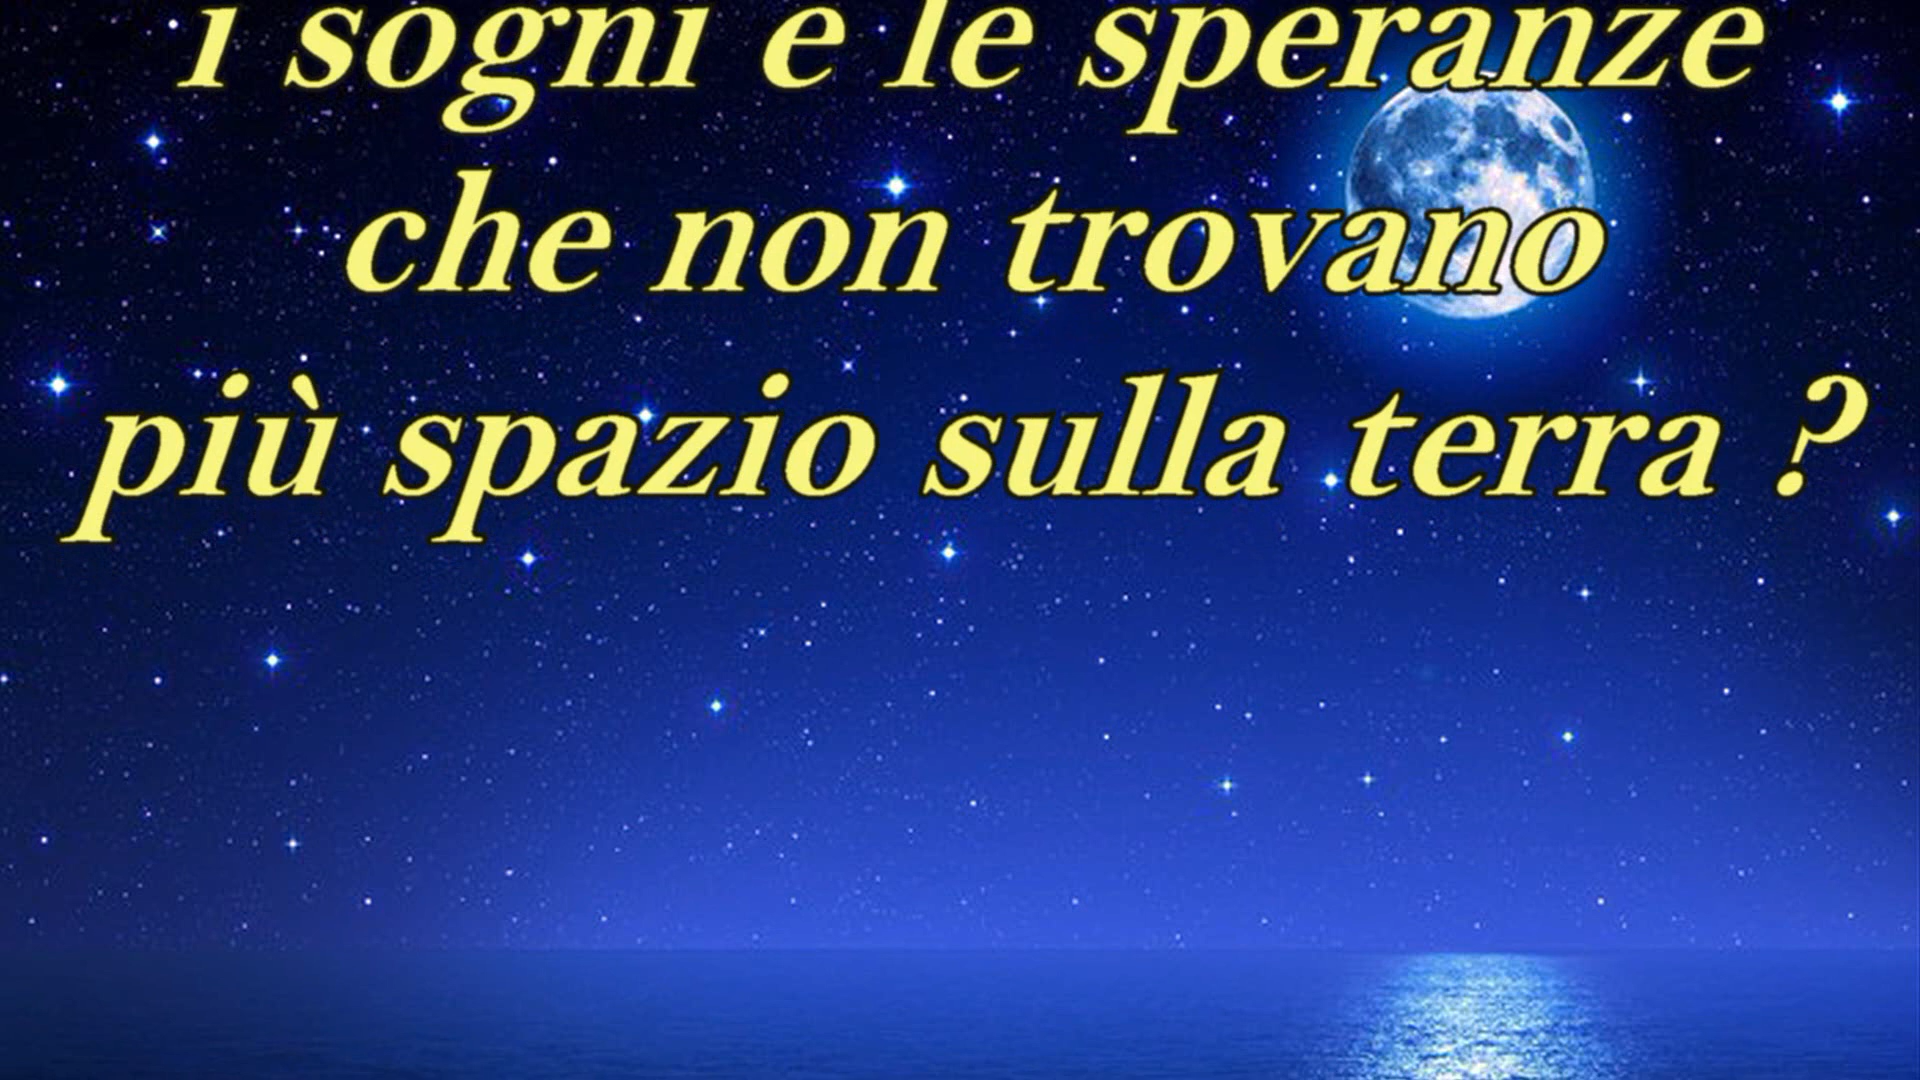 i sogni e le speranze
che non trovano
più spazio sulla terra ?